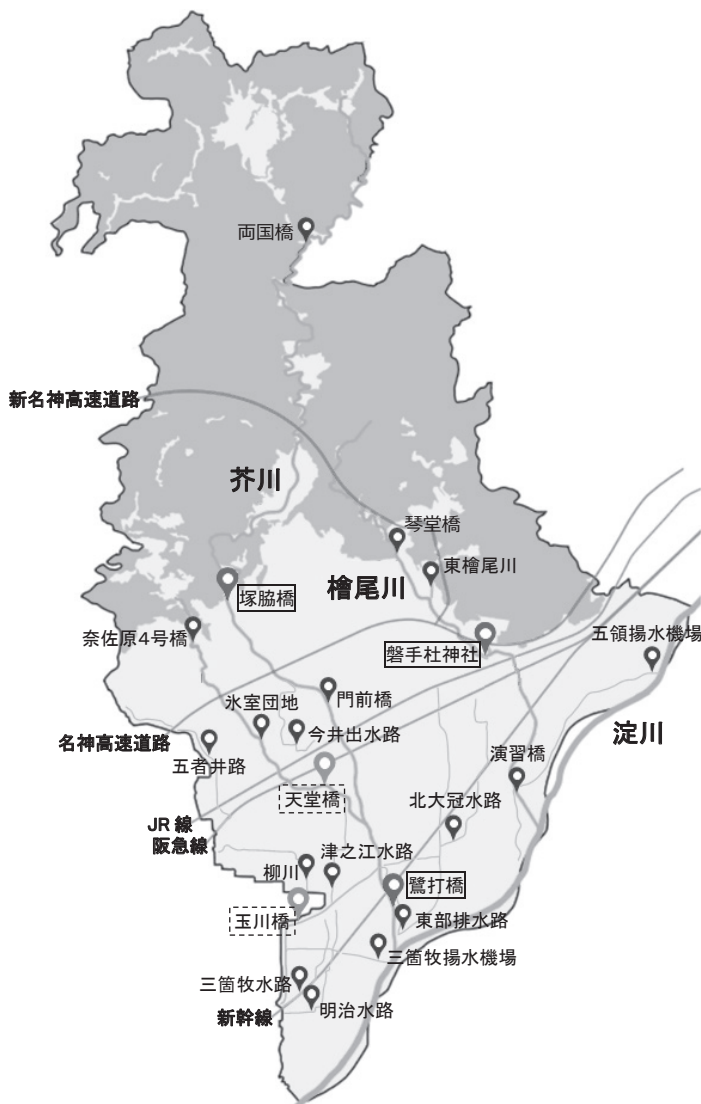 両国橋
新名神高速道路
芥川
琴堂橋
東檜尾川
檜尾川
塚脇橋
奈佐原4号橋
磐手杜神社
五領揚水機場
門前橋
氷室団地
今井出水路
名神高速道路
五者井路
淀川
演習橋
天堂橋
北大冠水路
JR線
阪急線
津之江水路
柳川
鷺打橋
玉川橋
東部排水路
三箇牧揚水機場
三箇牧水路
明治水路
新幹線